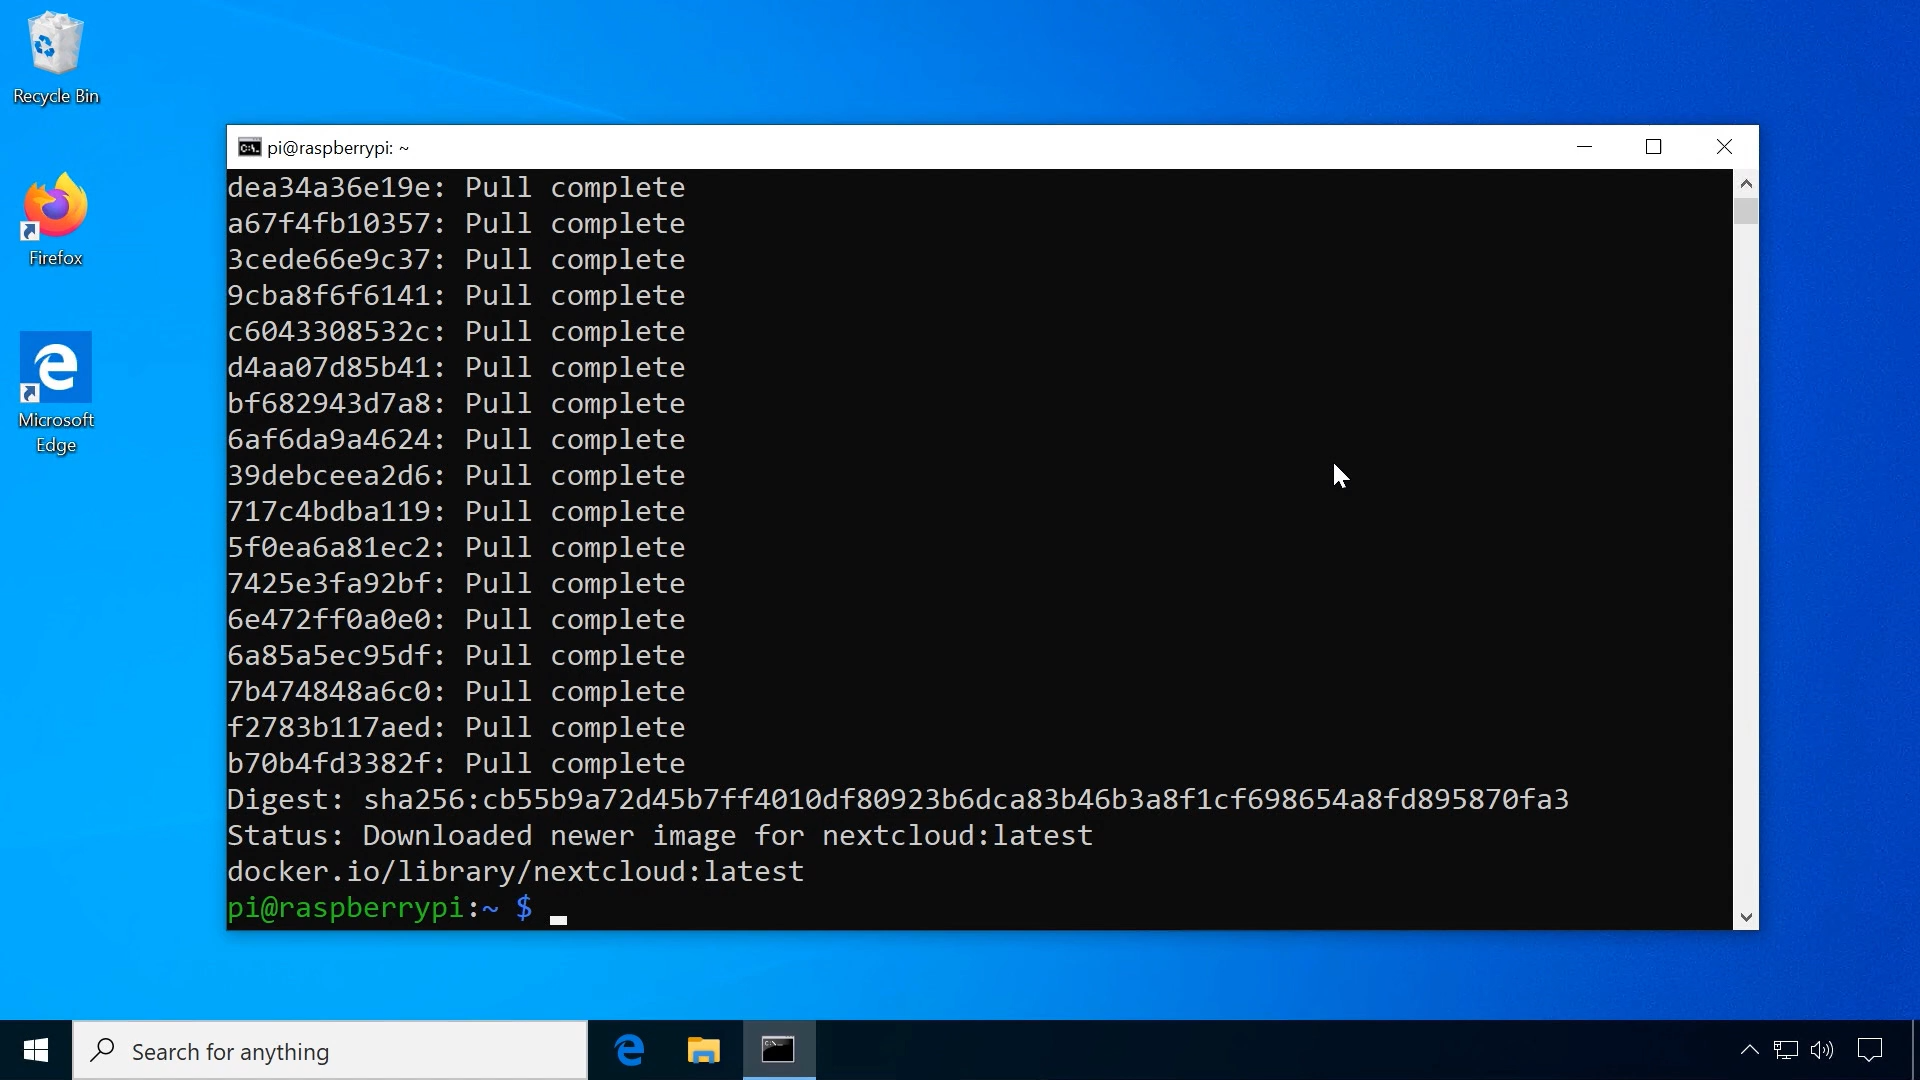 Recycle Bin
Firefox
Microsoft
Edge
pi@raspberrypi: ~
dea34a36e19e: Pull complete
a67f4fb10357: Pull complete
3cede66e9c37: Pull complete
9cba8f6f6141: Pull complete
c6043308532c: Pull complete
d4aa07d85b41: Pull complete
bf682943d7a8: Pull complete
6af6da9a4624: Pull complete
39debceea2d6: Pull complete
717c4bdba119: Pull complete
5f0ea6a81ec2: Pull complete
7425e3fa92bf: Pull complete
6e472ff0a0e0: Pull complete
6a85a5ec95df: Pull complete
7b474848a6c0: Pull complete
f2783b117aed: Pull complete
b70b4fd3382f: Pull complete
Digest: sha256:cb55b9a72d45b7ff4010df80923b6dca83b46b3a8f1cf698654a8fd895870fa3
Status: Downloaded newer image for nextcloud:latest
docker.io/library/nextcloud:latest
pi@raspberrypi:~ $
Search for anything